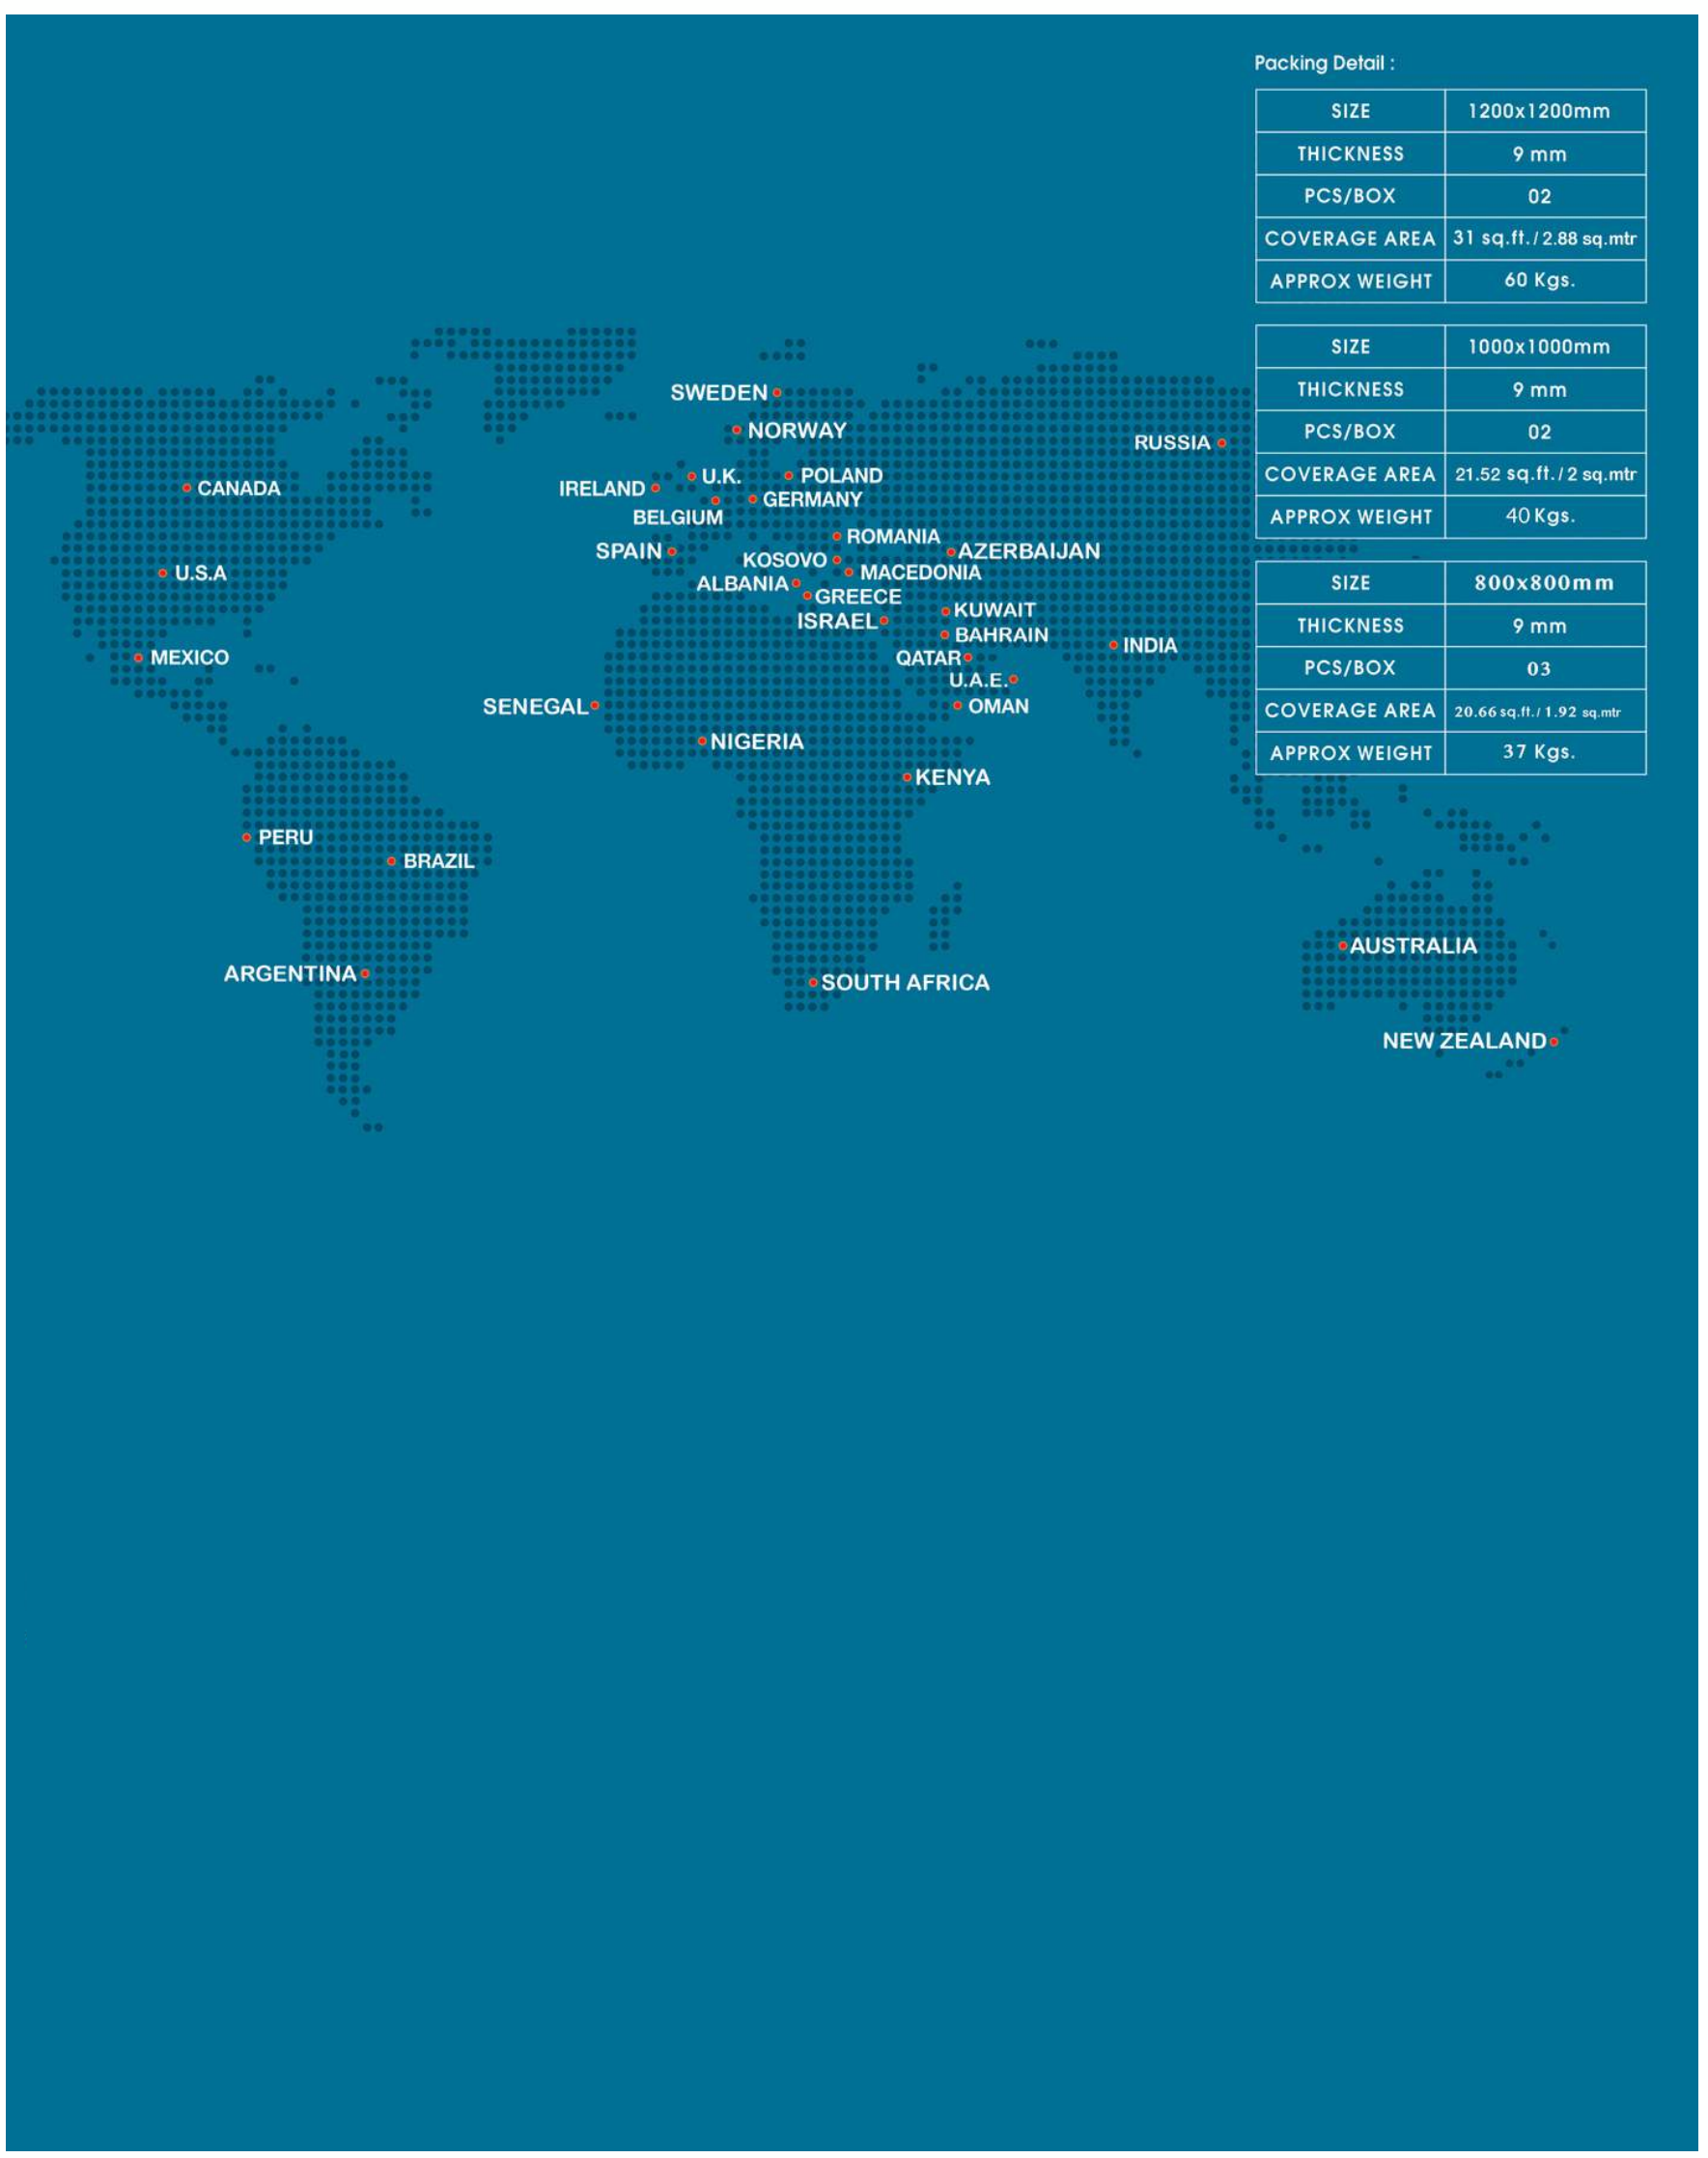 Packing Detail :
SIZE 1200x1200mm
THICKNESS 9 mm
PCS/BOX 02
COVERAGE AREA 31 sq.ft. / 2.88 sq.mtr
APPROX WEIGHT 60 Kgs.
SIZE 1000x1000mm
THICKNESS 9 mm
PCS/BOX 02
COVERAGE AREA 21.52 sq.ft. / 2 sq.mtr
APPROX WEIGHT 40 Kgs.
SIZE 800x800mm
THICKNESS 9 mm
PCS/BOX 03
COVERAGE AREA 20.66 sq.ft. / 1.92 sq.mtr
APPROX WEIGHT 37 Kgs.
SWEDEN
NORWAY
RUSSIA
U.K.
POLAND
CANADA
IRELAND
GERMANY
BELGIUM
ROMANIA
SPAIN
AZERBAIJAN
KOSOVO
U.S.A
MACEDONIA
ALBANIA
GREECE
KUWAIT
ISRAEL
BAHRAIN
INDIA
MEXICO
QATAR
U.A.E.
SENEGAL
OMAN
NIGERIA
KENYA
PERU
BRAZIL
AUSTRALIA
ARGENTINA
SOUTH AFRICA
NEW ZEALAND